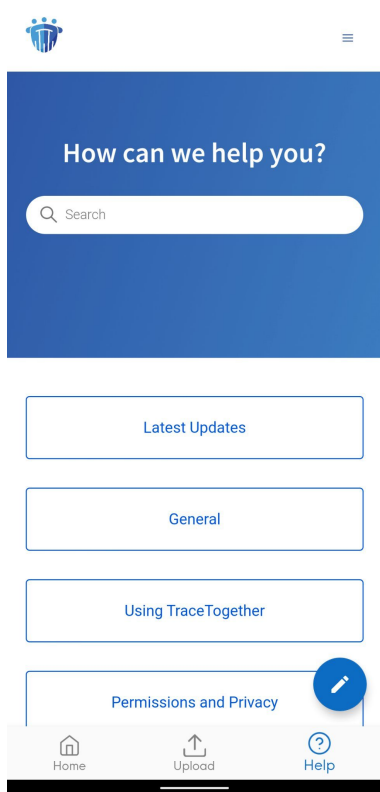 How can we help you?
Search
Latest Updates
General
Using TraceTogether
Permissions and Privacy
Home Upload Help